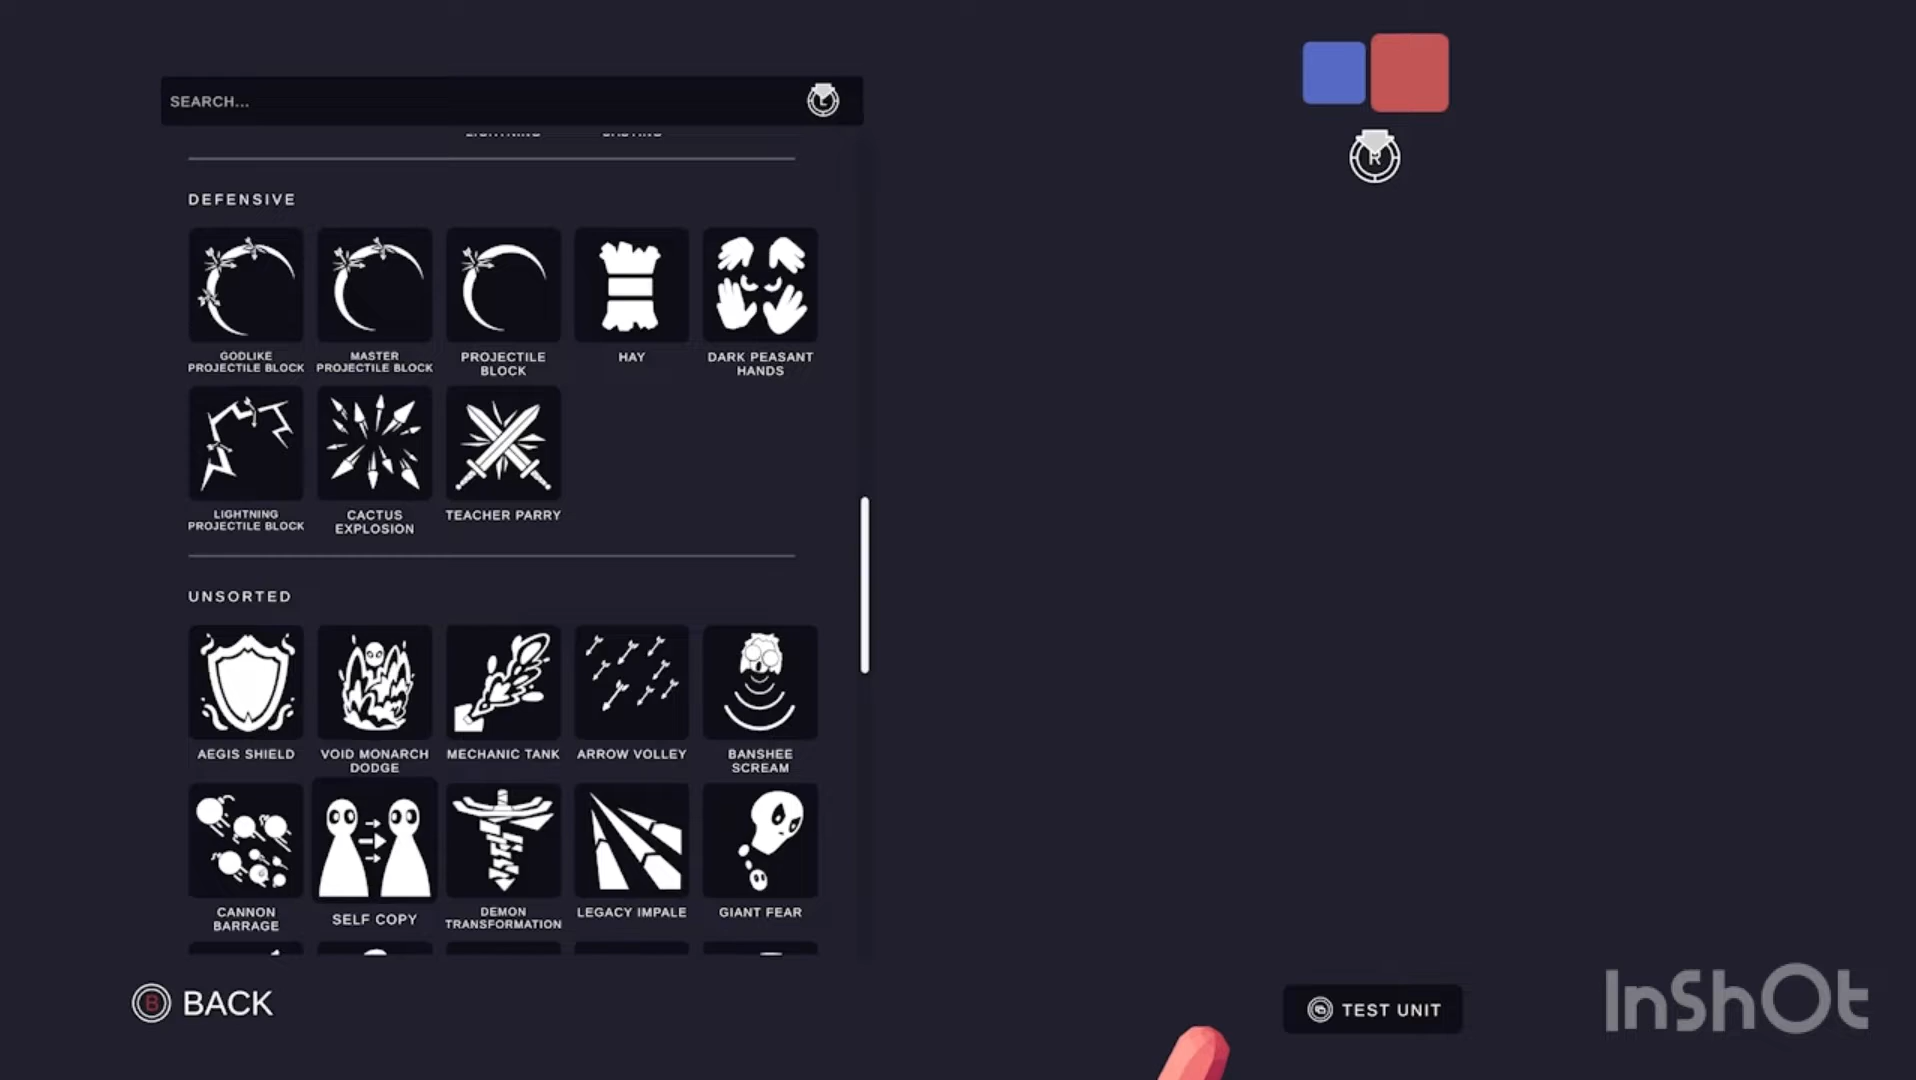 SEARCH...
L
R
LIGHTNING CASTING
DEFENSIVE
GODLIKE
PROJECTILE BLOCK
MASTER
PROJECTILE BLOCK
PROJECTILE
BLOCK
HAY
DARK PEASANT
HANDS
LIGHTNING
PROJECTILE BLOCK
CACTUS
EXPLOSION
TEACHER PARRY
UNSORTED
AEGIS SHIELD
VOID MONARCH
DODGE
MECHANIC TANK
ARROW VOLLEY
BANSHEE
SCREAM
CANNON
BARRAGE
SELF COPY
DEMON
TRANSFORMATION
LEGACY IMPALE
GIANT FEAR
B BACK
TEST UNIT
InShOt